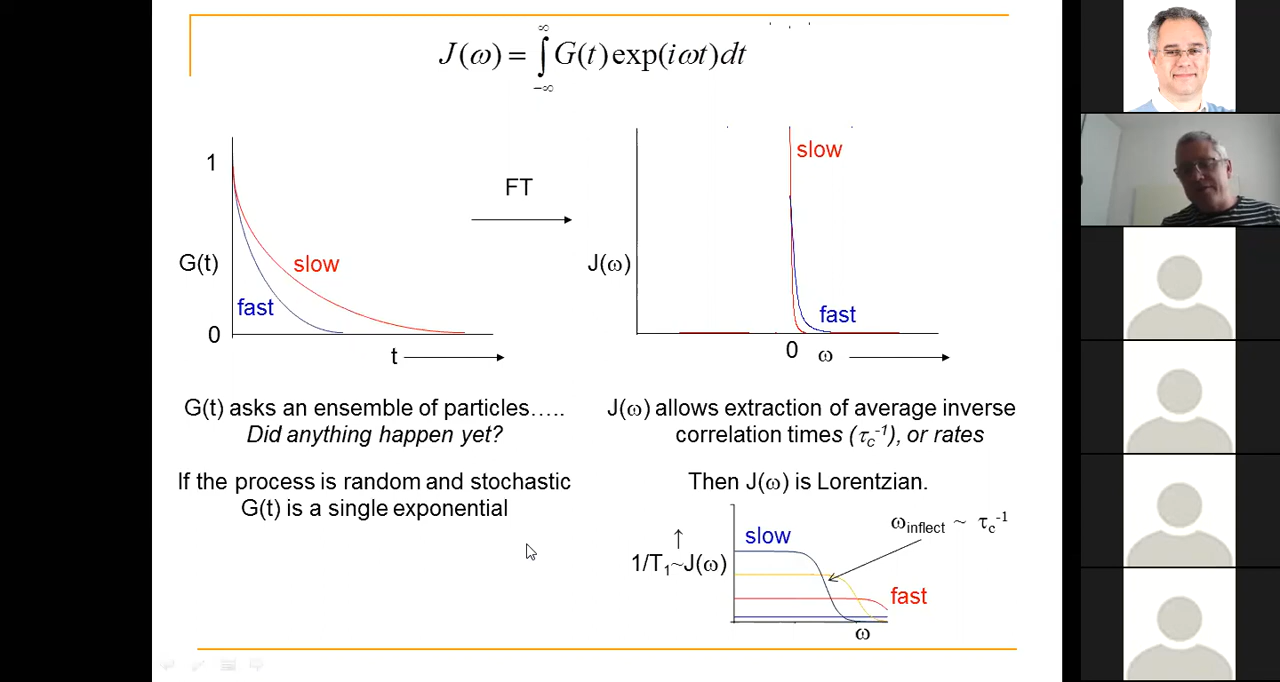 J(ω) = ∫_{-∞}^{∞} G(t)exp(iωt)dt
1
G(t)
slow
fast
0
t
FT
slow
J(ω)
fast
0 ω
G(t) asks an ensemble of particles…..
Did anything happen yet?
If the process is random and stochastic
G(t) is a single exponential
J(ω) allows extraction of average inverse
correlation times (τc⁻¹), or rates
Then J(ω) is Lorentzian.
slow
ωinflect ~ τc⁻¹
1/T₁~J(ω)
fast
ω